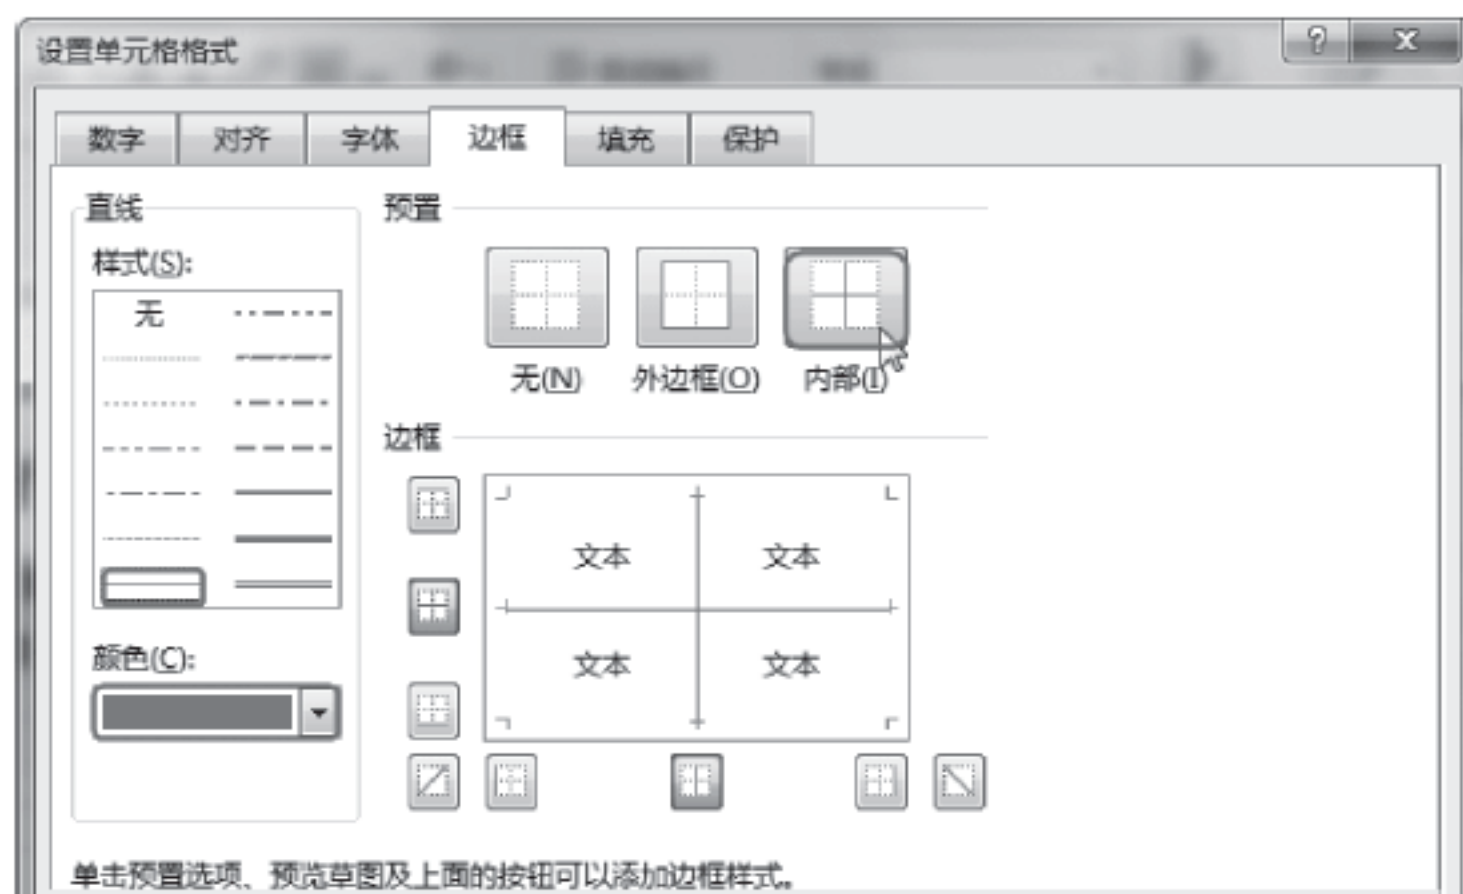 设置单元格格式
数字 对齐 字体 边框 填充 保护
直线
样式(S):
无
颜色(C):
预置
无(N) 外边框(O) 内部(I)
边框
文本 文本
文本 文本
单击预置选项、预览草图及上面的按钮可以添加边框样式。